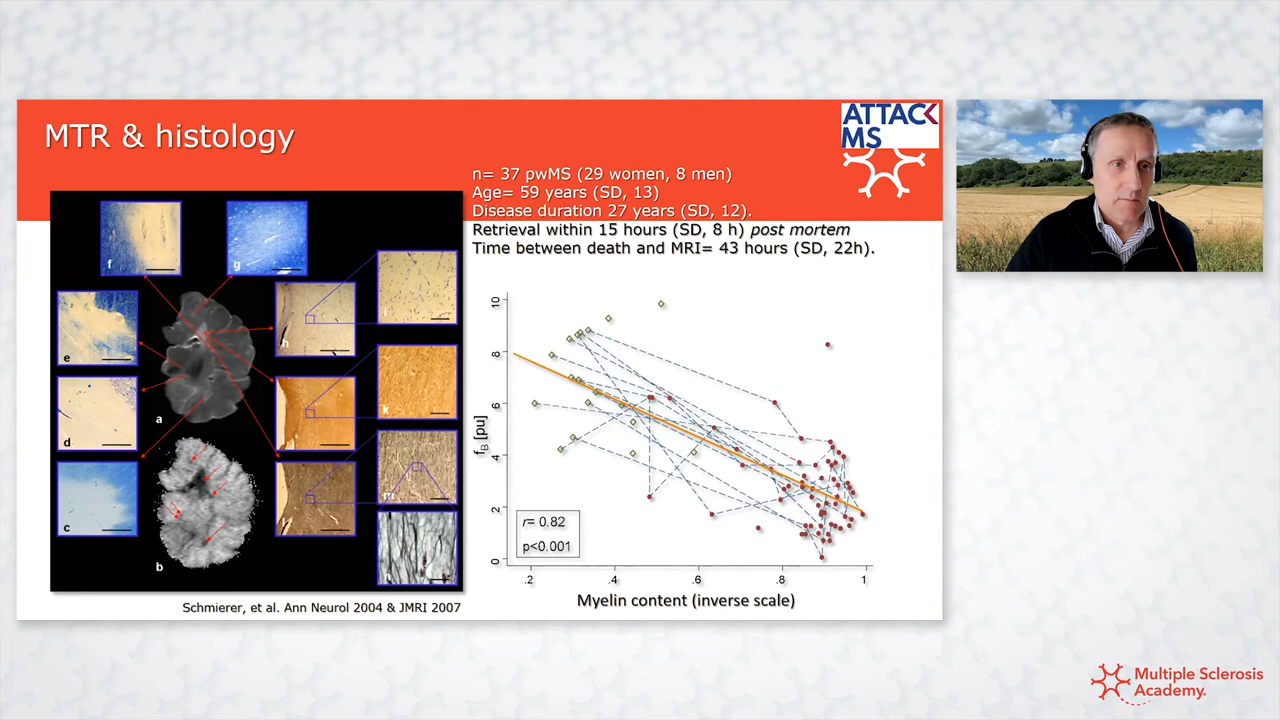 MTR & histology
ATTACK
MS
n= 37 pwMS (29 women, 8 men)
Age= 59 years (SD, 13)
Disease duration 27 years (SD, 12).
Retrieval within 15 hours (SD, 8 h) post mortem
Time between death and MRI= 43 hours (SD, 22h).
f
g
h
e
k
a
d
m
c
b
fB [pu]
10
8
6
4
2
0
r= 0.82
p<0.001
.2
.4
.6
.8
1
Myelin content (inverse scale)
Schmierer, et al. Ann Neurol 2004 & JMRI 2007
Multiple Sclerosis
Academy.